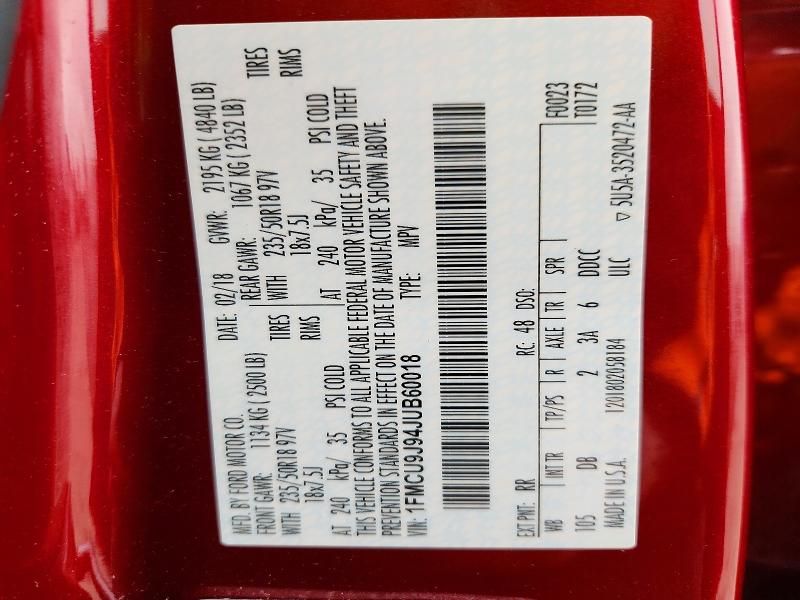 MFD. BY FORD MOTOR CO. DATE: 02/18 GVWR: 2195 KG ( 4840 LB)
FRONT GAWR: 1134 KG ( 2500 LB) REAR GAWR: 1067 KG ( 2352 LB)
WITH 235/50R18 97V TIRES WITH 235/50R18 97V TIRES
18x7.5J RIMS 18x7.5J RIMS
AT 240 kPa/ 35 PSI COLD AT 240 kPa/ 35 PSI COLD
THIS VEHICLE CONFORMS TO ALL APPLICABLE FEDERAL MOTOR VEHICLE SAFETY AND THEFT
PREVENTION STANDARDS IN EFFECT ON THE DATE OF MANUFACTURE SHOWN ABOVE.
VIN: 1FMCU9J94JUB60018 TYPE: MPV
EXT PNT: RR RC: 48 DSO: F0023
WB INT TR TP/PS R AXLE TR SPR T0172
105 DB 2 3A 6 DDCC
MADE IN U.S.A. 1201802058184 ULC ▽ 5U5A-3520472-AA